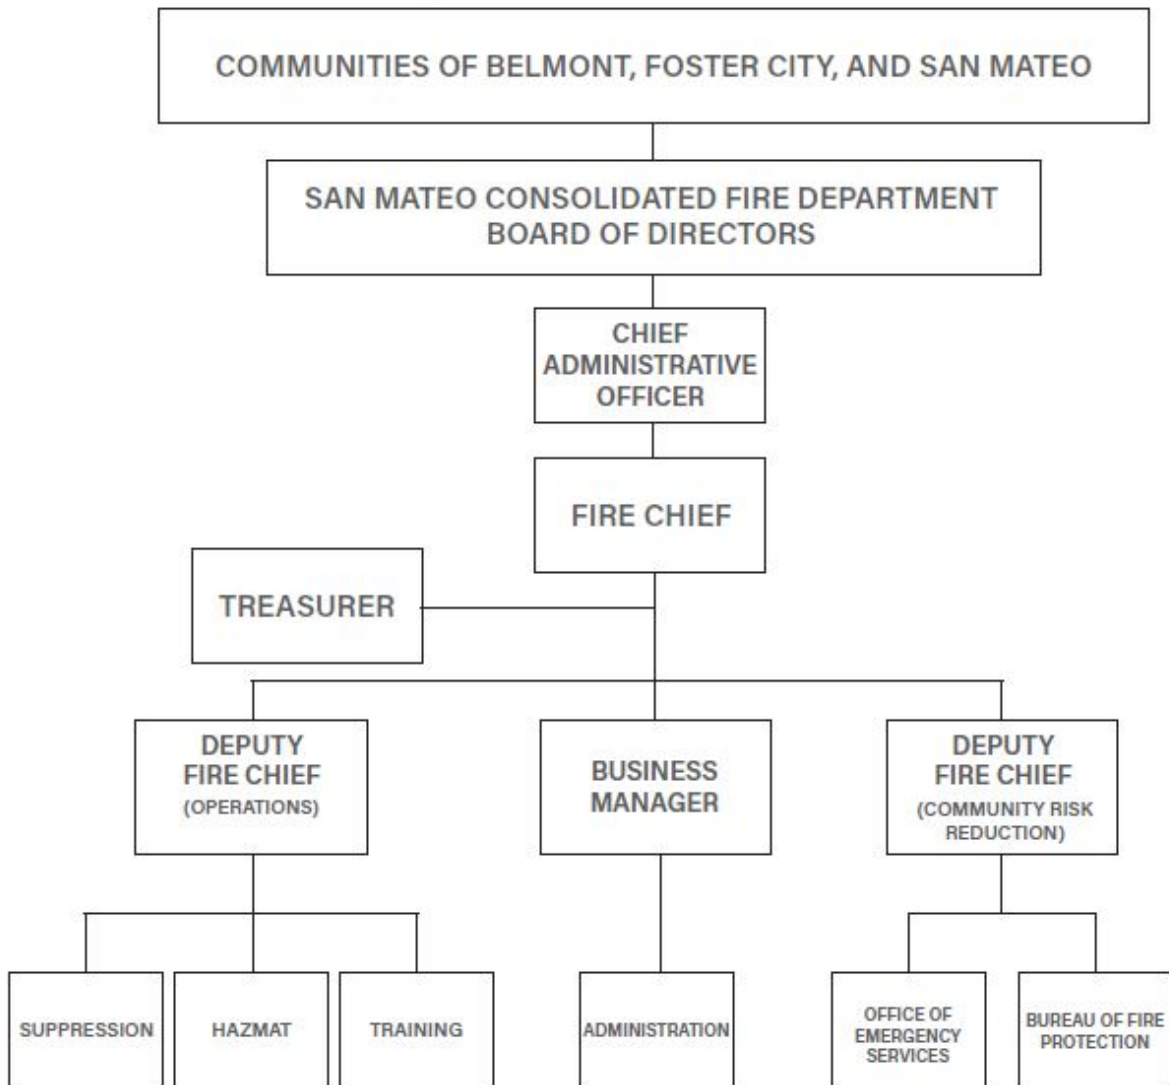 COMMUNITIES OF BELMONT, FOSTER CITY, AND SAN MATEO
SAN MATEO CONSOLIDATED FIRE DEPARTMENT
BOARD OF DIRECTORS
CHIEF
ADMINISTRATIVE
OFFICER
FIRE CHIEF
TREASURER
DEPUTY
FIRE CHIEF
(OPERATIONS)
BUSINESS
MANAGER
DEPUTY
FIRE CHIEF
(COMMUNITY RISK
REDUCTION)
SUPPRESSION
HAZMAT
TRAINING
ADMINISTRATION
OFFICE OF
EMERGENCY
SERVICES
BUREAU OF FIRE
PROTECTION